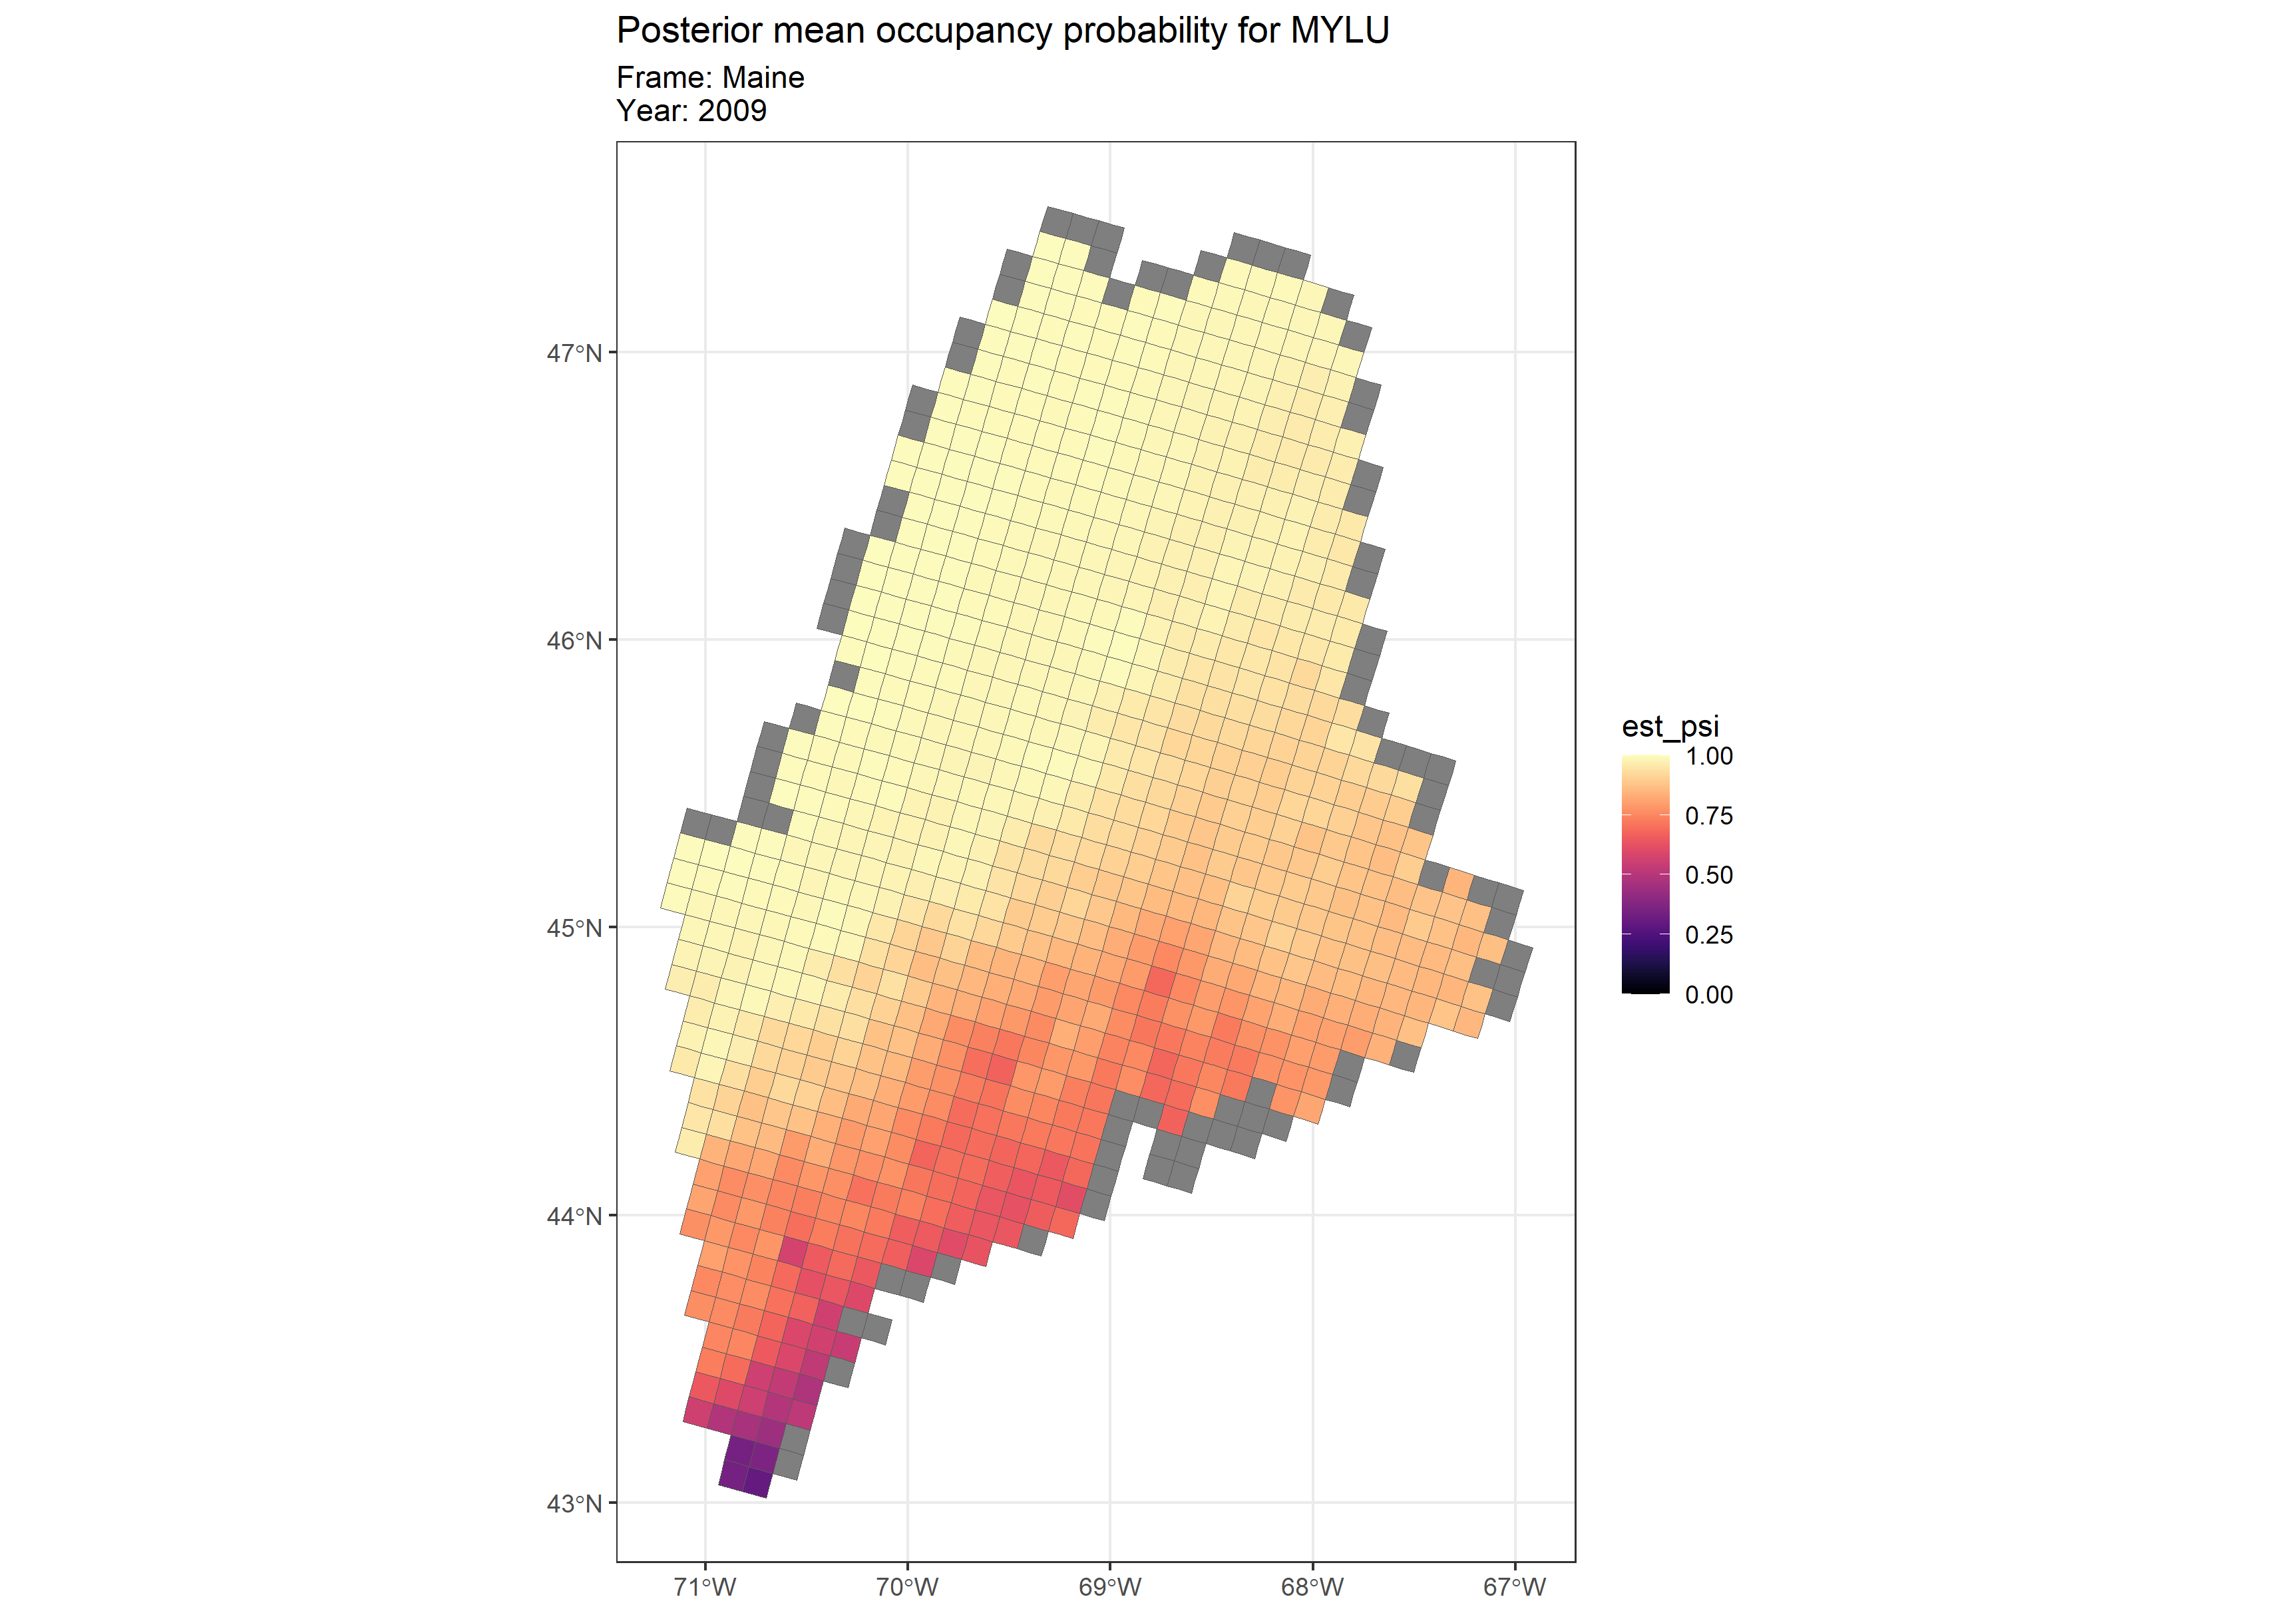 Posterior mean occupancy probability for MYLU
Frame: Maine
Year: 2009
47°N
46°N
45°N
44°N
43°N
71°W
70°W
69°W
68°W
67°W
est_psi
1.00
0.75
0.50
0.25
0.00